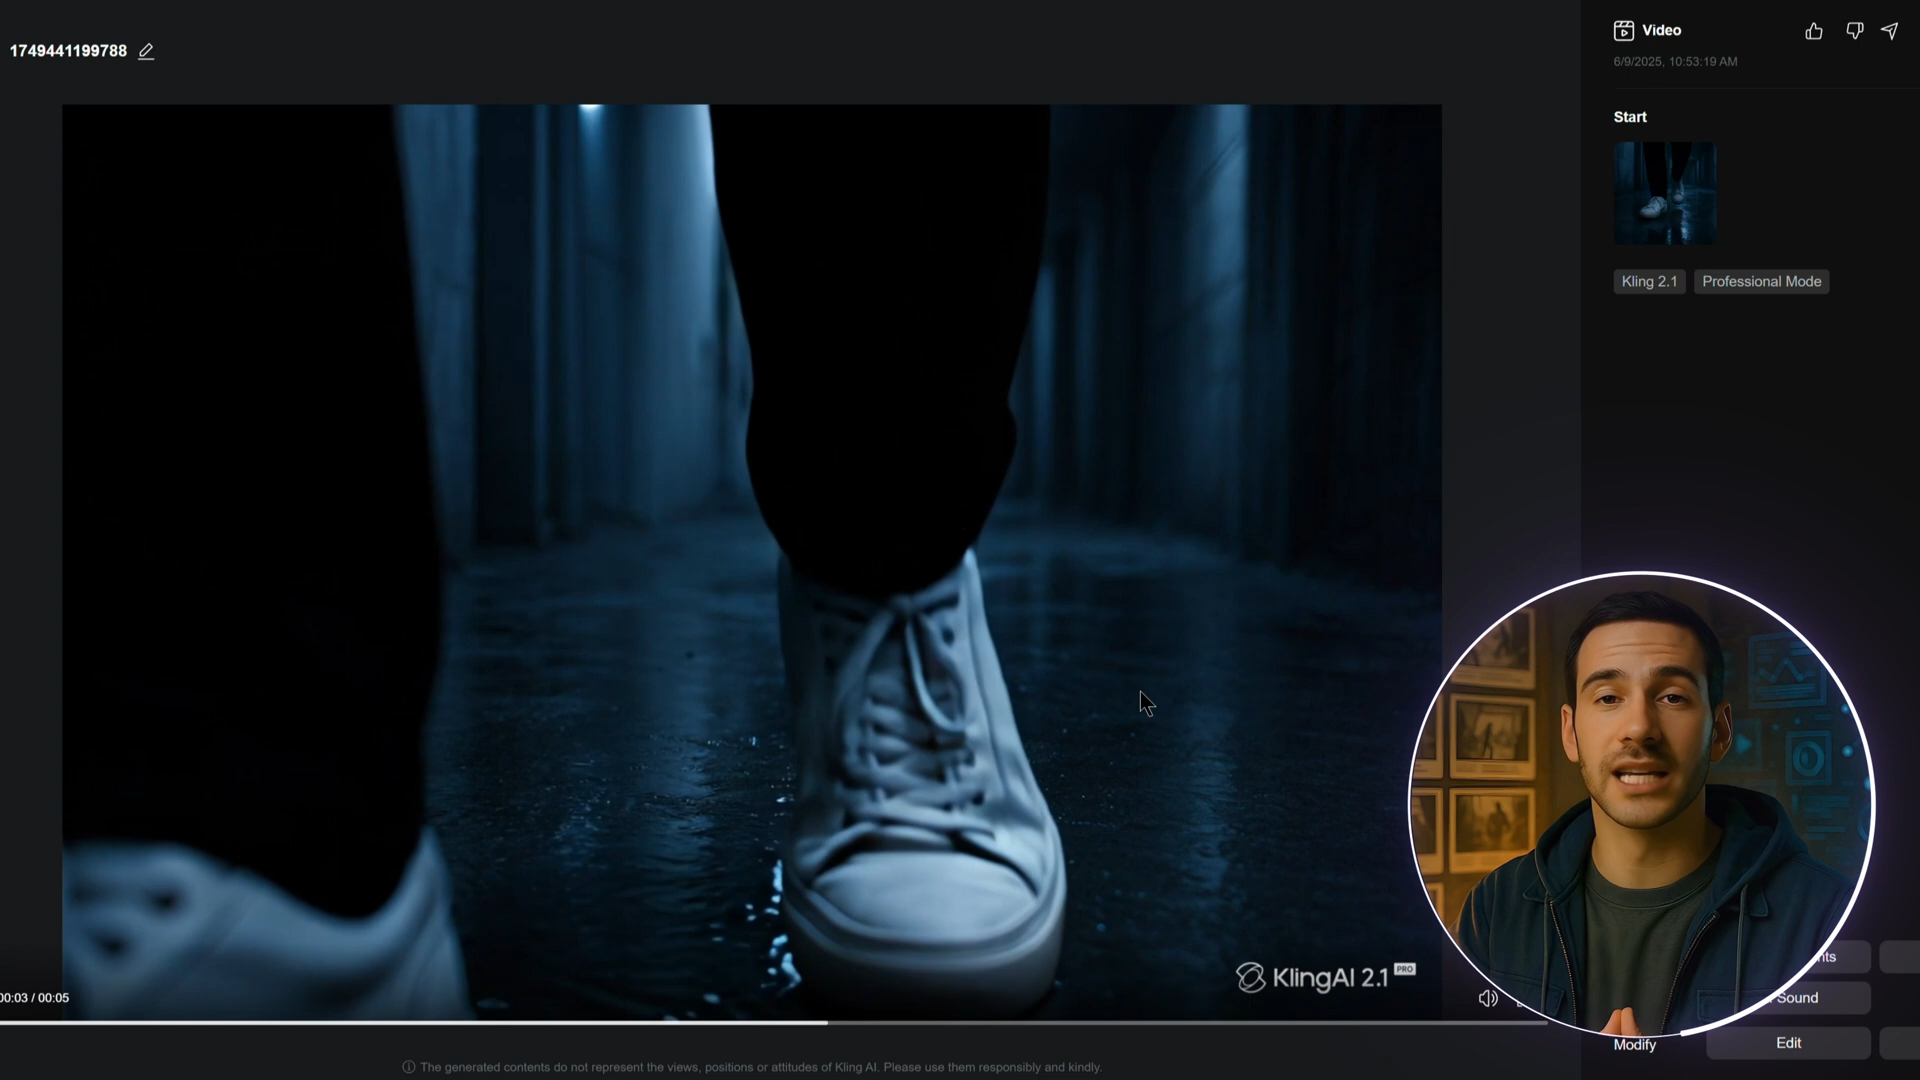 1749441199788
Video
6/9/2025, 10:53:19 AM
Start
Kling 2.1
Professional Mode
KlingAI 2.1 PRO
00:03 / 00:05
Sound
Modify
Edit
The generated contents do not represent the views, positions or attitudes of Kling AI. Please use them responsibly and kindly.